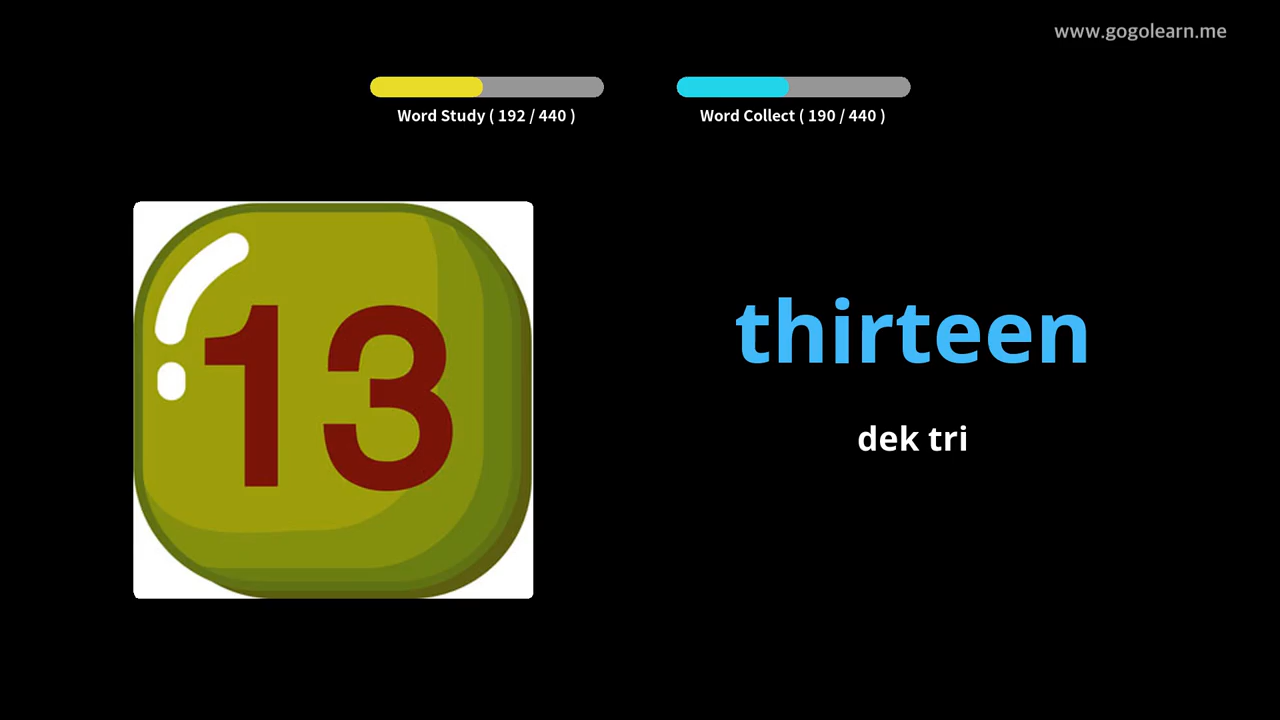 www.gogolearn.me
Word Study ( 192 / 440 )
Word Collect ( 190 / 440 )
13
thirteen
dek tri